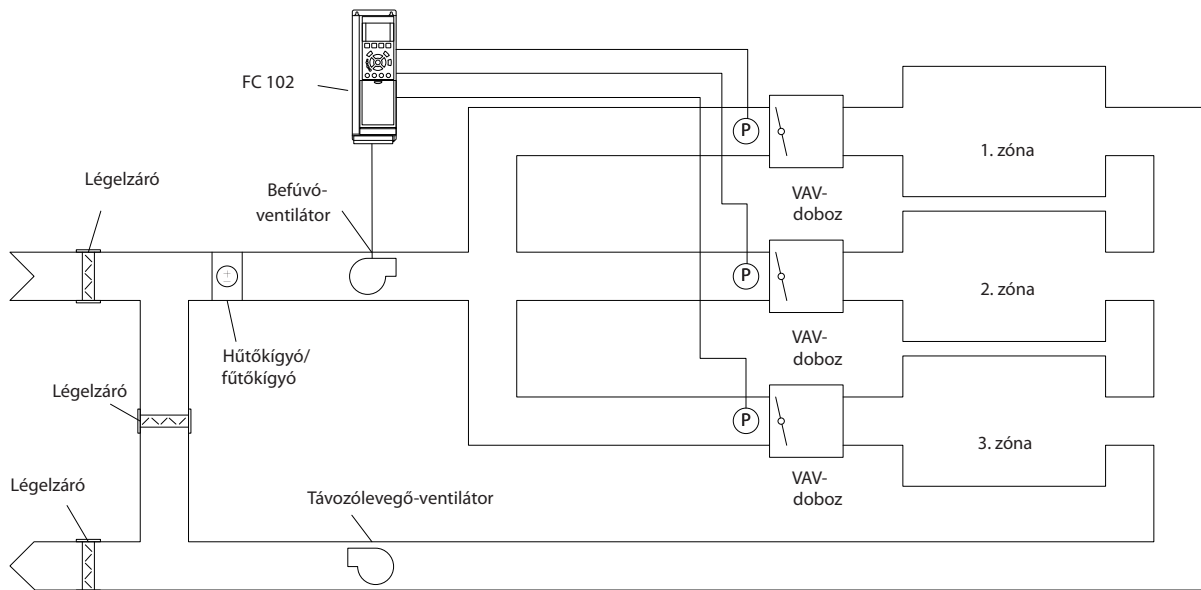 FC 102
Légelzáró
Befúvó-
ventilátor
P
VAV-
doboz
1. zóna
±
P
VAV-
doboz
2. zóna
Hűtőkígyó/
fűtőkígyó
Légelzáró
P
VAV-
doboz
3. zóna
Légelzáró
Távozólevegő-ventilátor